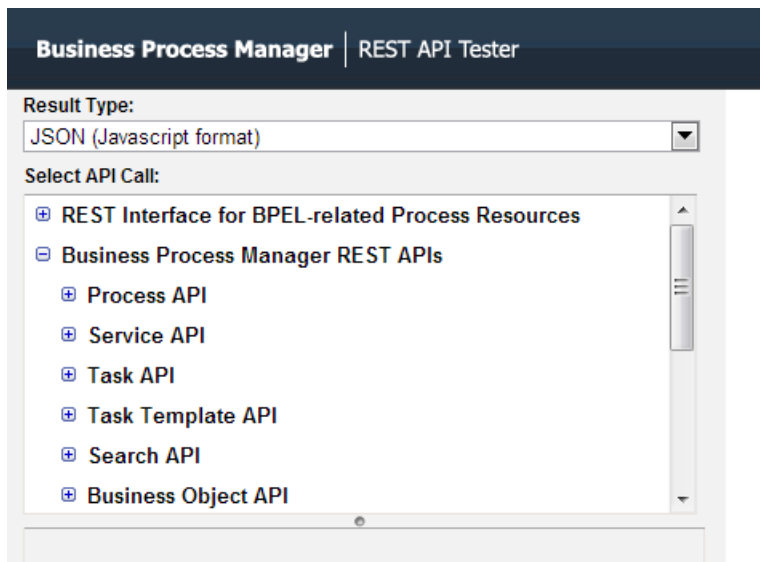 Business Process Manager | REST API Tester
Result Type:
JSON (Javascript format)
Select API Call:
REST Interface for BPEL-related Process Resources
Business Process Manager REST APIs
Process API
Service API
Task API
Task Template API
Search API
Business Object API